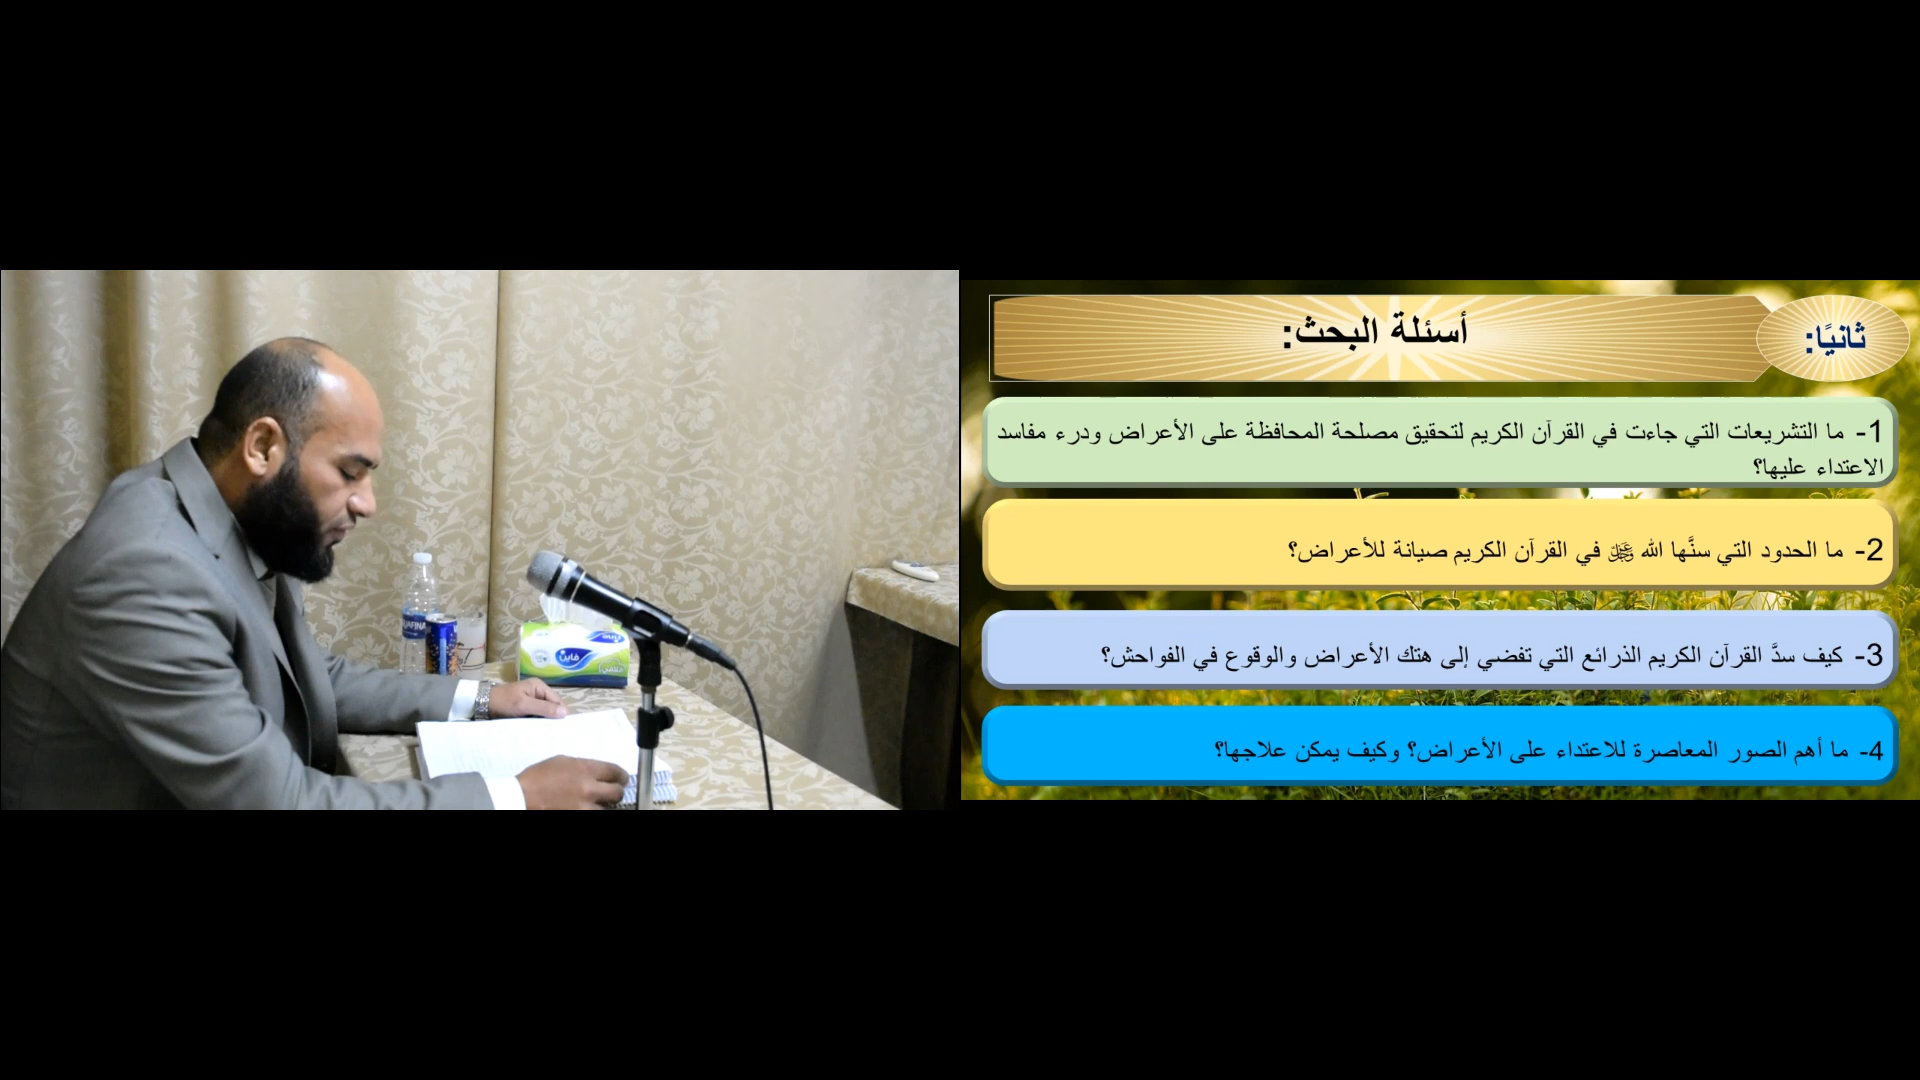 ثانيًا:
أسئلة البحث:
1- ما التشريعات التي جاءت في القرآن الكريم لتحقيق مصلحة المحافظة على الأعراض ودرء مفاسد
الاعتداء عليها؟
2- ما الحدود التي سنَّها الله ﷻ في القرآن الكريم صيانة للأعراض؟
3- كيف سدَّ القرآن الكريم الذرائع التي تفضي إلى هتك الأعراض والوقوع في الفواحش؟
4- ما أهم الصور المعاصرة للاعتداء على الأعراض؟ وكيف يمكن علاجها؟
فاين